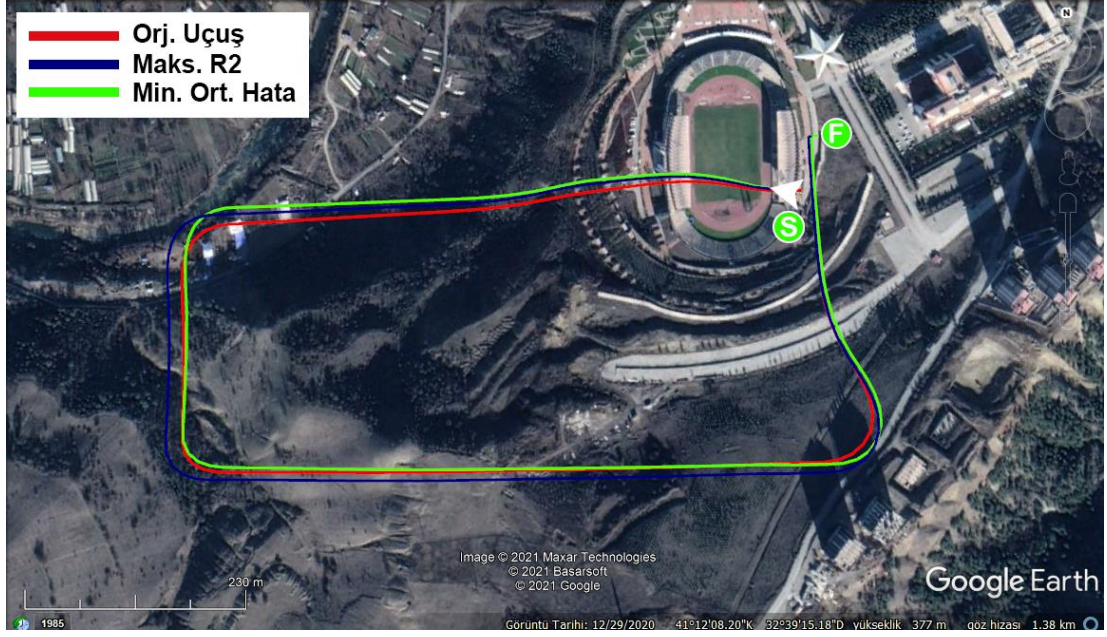 Orj. Uçuş
Maks. R2
Min. Ort. Hata
N
F
S
230 m
Image © 2021 Maxar Technologies
© 2021 Basarsoft
© 2021 Google
Google Earth
1985
Görüntü Tarihi: 12/29/2020 41°12'08.20"K 32°39'15.18"D yükseklik 377 m göz hizası 1.38 km